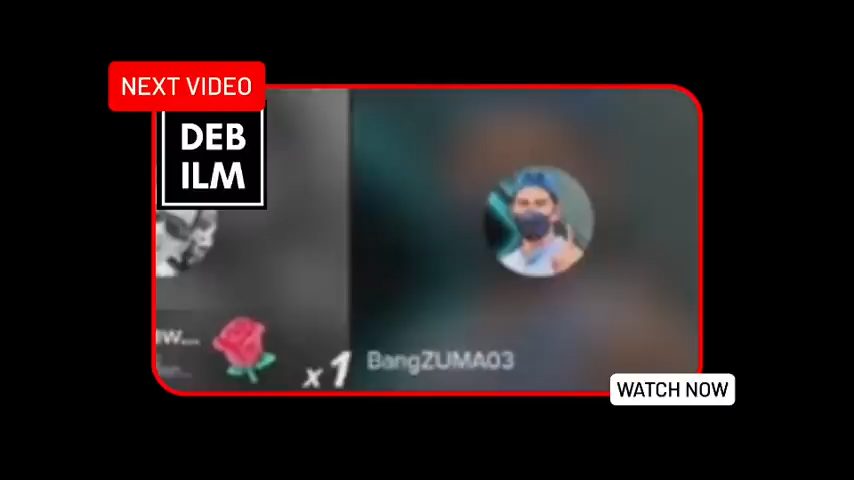 NEXT VIDEO
DEB
ILM
x1
BangZUMA03
WATCH NOW